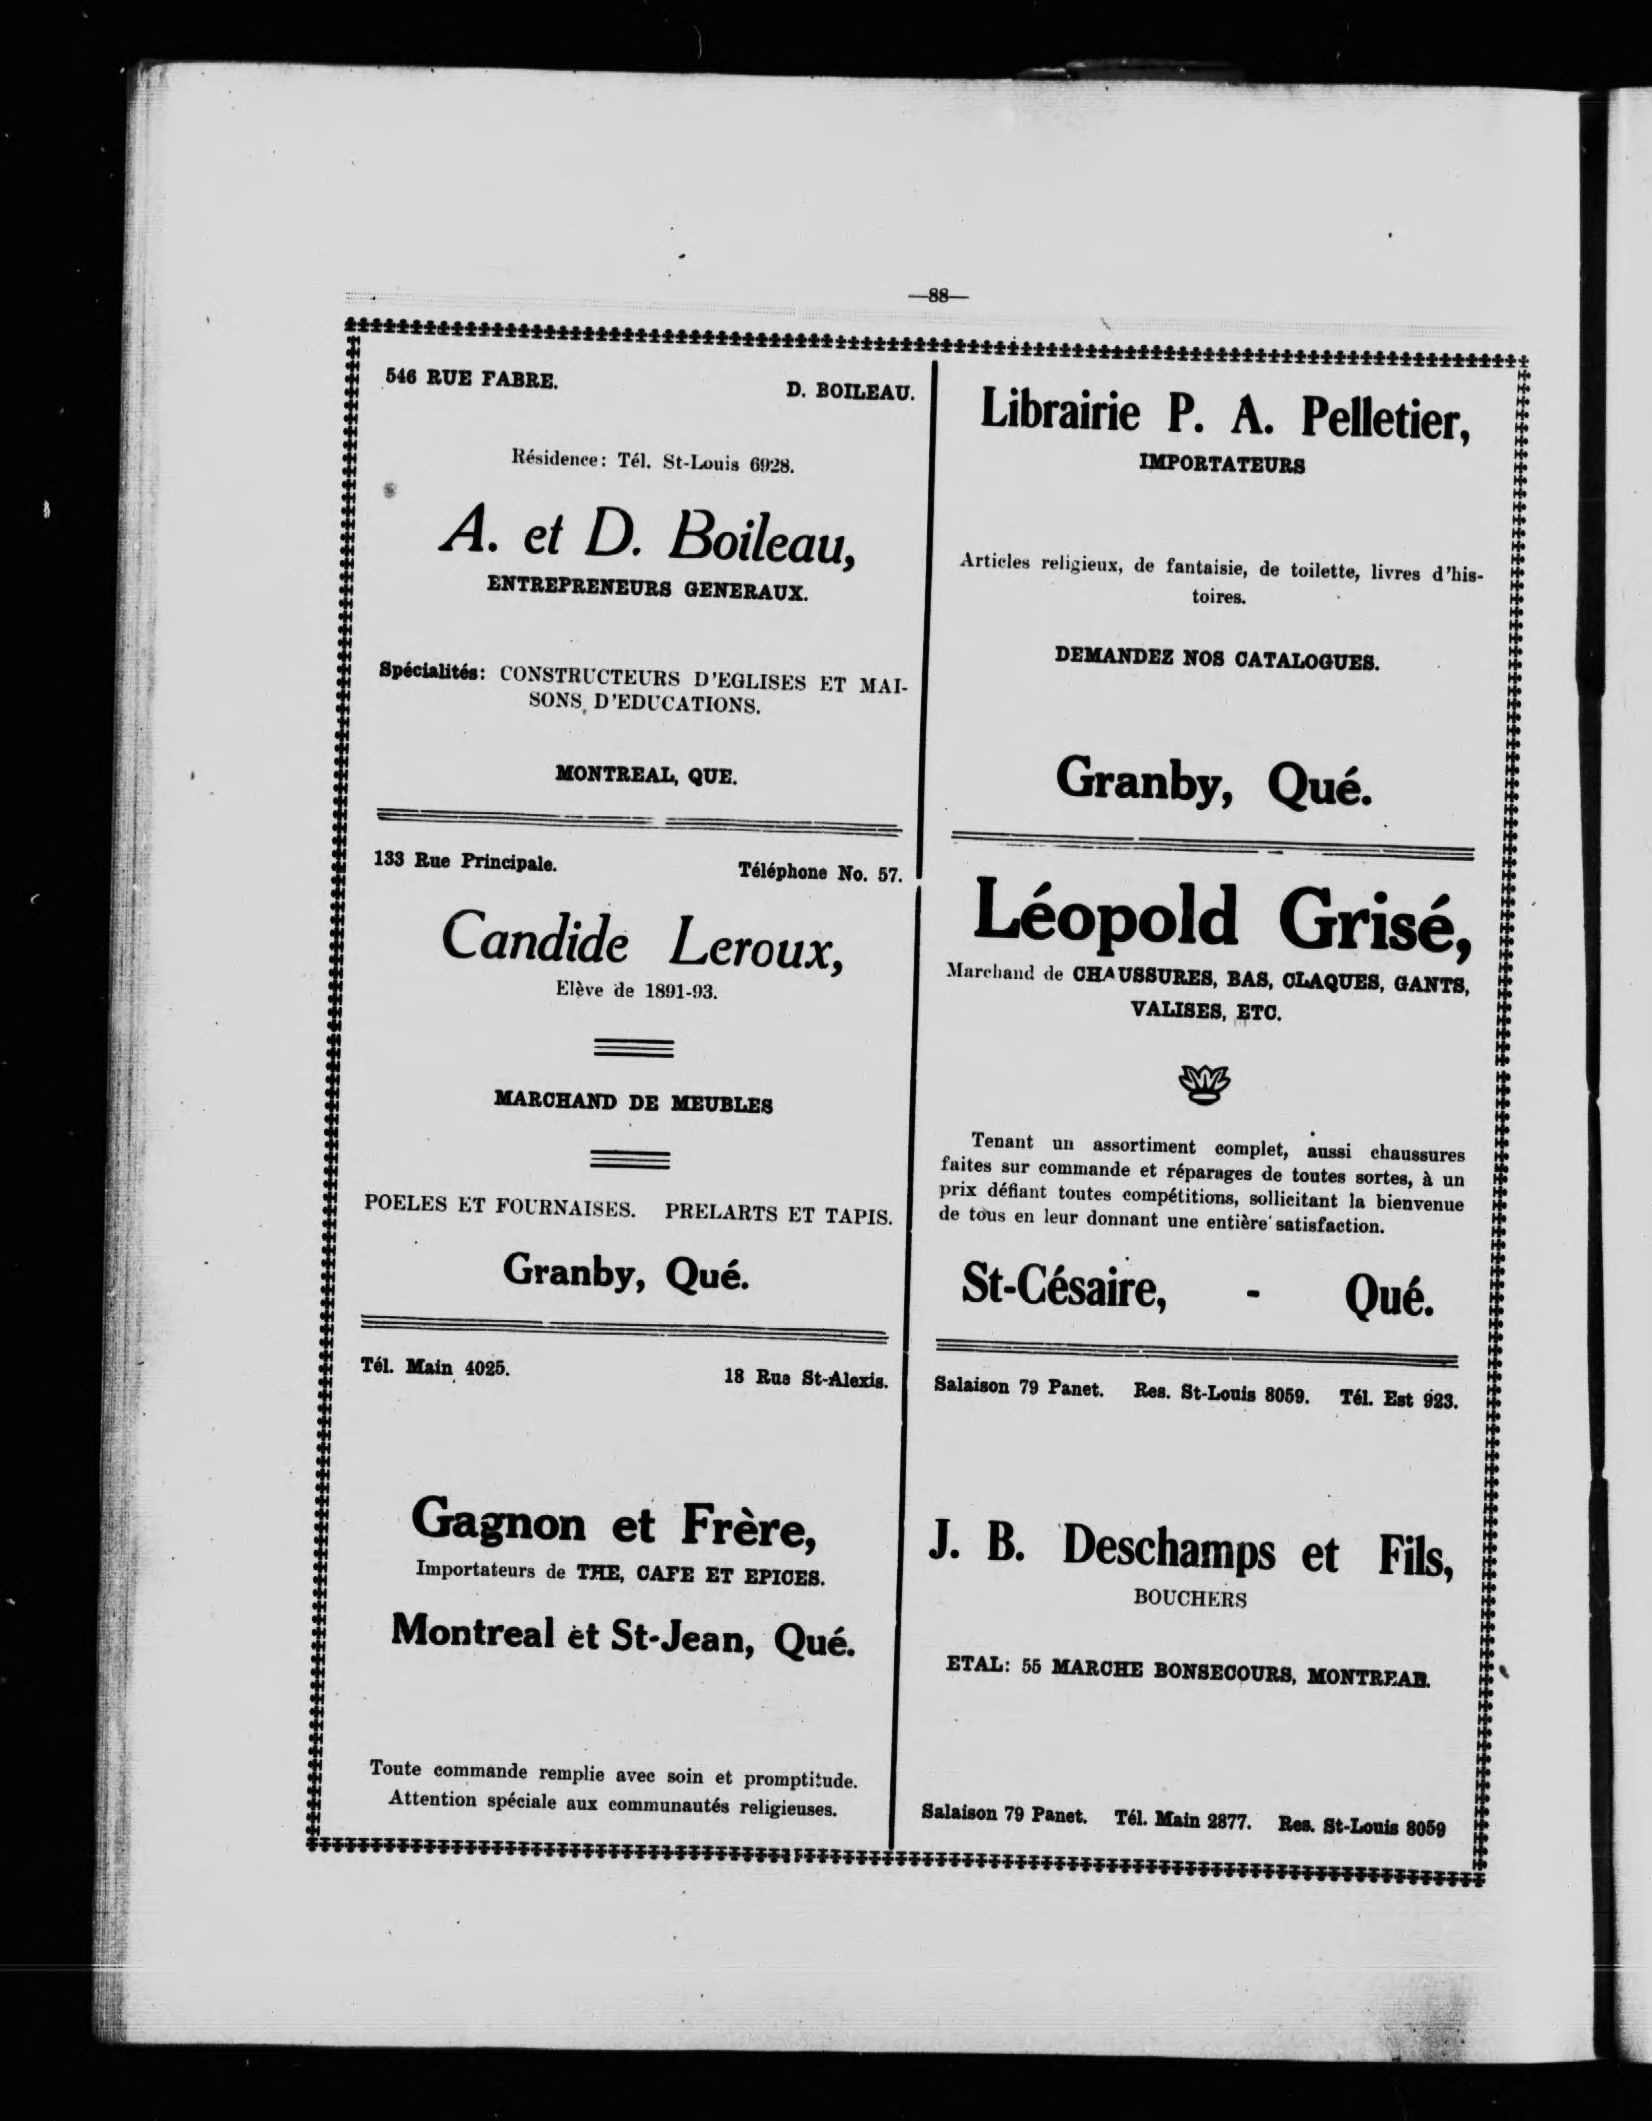 —88—
546 RUE FABRE. D. BOILEAU.
Résidence: Tél. St-Louis 6928.
A. et D. Boileau,
ENTREPRENEURS GENERAUX.
Spécialités: CONSTRUCTEURS D'EGLISES ET MAI-
SONS D'EDUCATIONS.
MONTREAL, QUE.
133 Rue Principale. Téléphone No. 57.
Candide Leroux,
Elève de 1891-93.
MARCHAND DE MEUBLES
POELES ET FOURNAISES. PRELARTS ET TAPIS.
Granby, Qué.
Tél. Main 4025. 18 Rue St-Alexis.
Gagnon et Frère,
Importateurs de THE, CAFE ET EPICES.
Montreal et St-Jean, Qué.
Toute commande remplie avec soin et promptitude.
Attention spéciale aux communautés religieuses.
Librairie P. A. Pelletier,
IMPORTATEURS
Articles religieux, de fantaisie, de toilette, livres d'his-
toires.
DEMANDEZ NOS CATALOGUES.
Granby, Qué.
Léopold Grisé,
Marchand de CHAUSSURES, BAS, CLAQUES, GANTS,
VALISES, ETC.
Tenant un assortiment complet, aussi chaussures
faites sur commande et réparages de toutes sortes, à un
prix défiant toutes compétitions, sollicitant la bienvenue
de tous en leur donnant une entière satisfaction.
St-Césaire, - Qué.
Salaison 79 Panet. Res. St-Louis 8059. Tél. Est 923.
J. B. Deschamps et Fils,
BOUCHERS
ETAL: 55 MARCHE BONSECOURS, MONTREAL.
Salaison 79 Panet. Tél. Main 2877. Res. St-Louis 8059